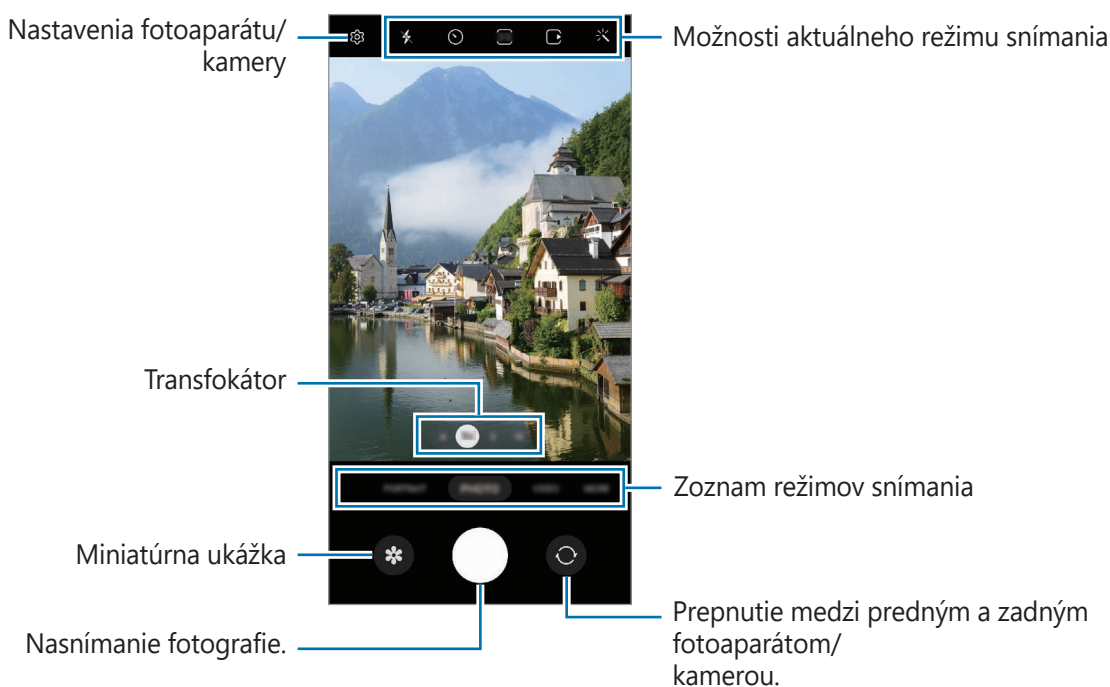 Nastavenia fotoaparátu/
kamery
Možnosti aktuálneho režimu snímania
Transfokátor
Zoznam režimov snímania
Miniatúrna ukážka
Prepnutie medzi predným a zadným
fotoaparátom/
kamerou.
Nasnímanie fotografie.